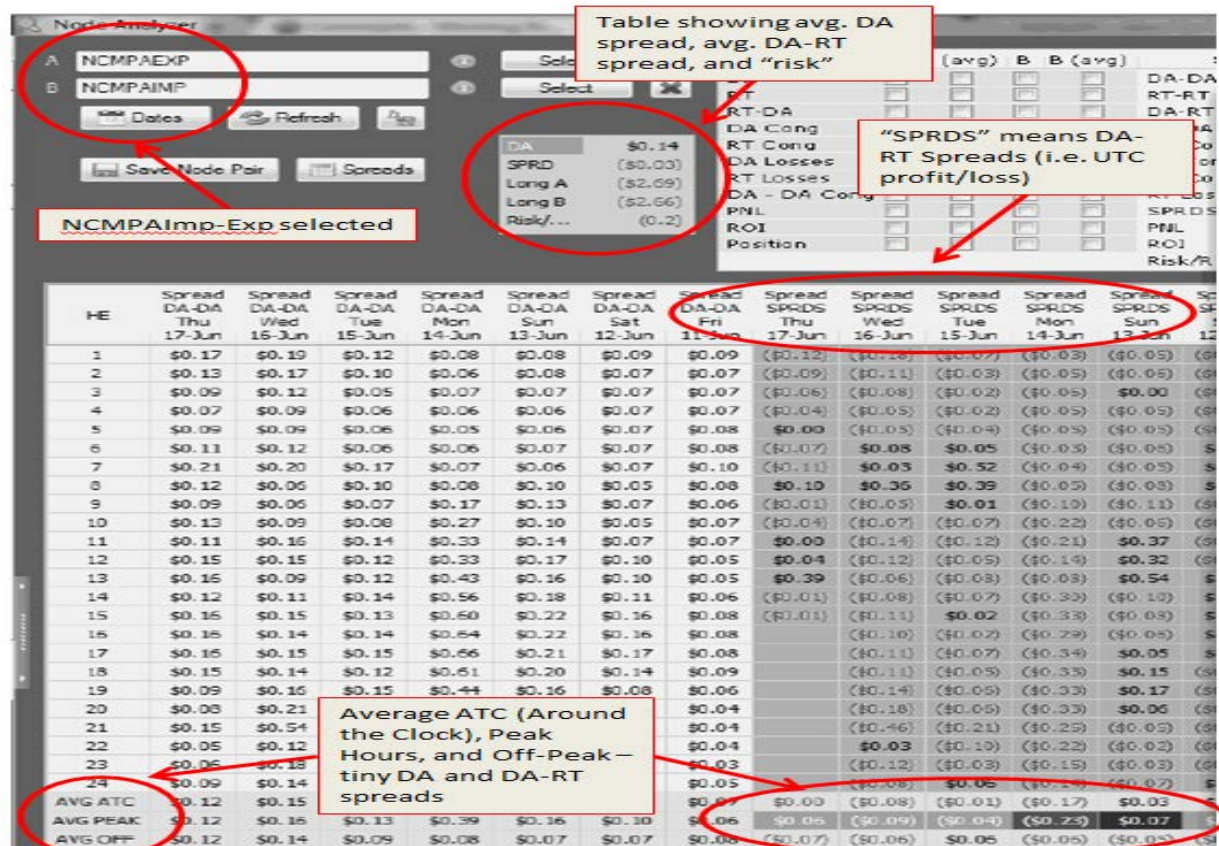 Node Analyzer
Table showing avg. DA
spread, avg. DA-RT
spread, and "risk"
A NCMPAEXP
B NCMPAIMP
Select
Dates Refresh
Save Node Pair Spreads
NCMPAImp-Exp selected
DA $0.14
SPRD ($0.03)
Long A ($2.69)
Long B ($2.66)
Risk/... (0.2)
(avg) B B (avg)
RT
RT-DA
DA Cong
RT Cong
DA Losses
RT Losses
DA - DA Cong
PNL
ROI
Position
DA-DA
RT-RT
DA-RT
SPRDS
PNL
ROI
Risk/R
"SPRDS" means DA-
RT Spreads (i.e. UTC
profit/loss)
HE Spread Spread Spread Spread Spread Spread Spread Spread Spread Spread Spread Spread
DA-DA DA-DA DA-DA DA-DA DA-DA DA-DA DA-DA SPRDS SPRDS SPRDS SPRDS SPRDS
Thu Wed Tue Mon Sun Sat Fri Thu Wed Tue Mon Sun
17-Jun 16-Jun 15-Jun 14-Jun 13-Jun 12-Jun 11-Jun 17-Jun 16-Jun 15-Jun 14-Jun 13-Jun 12
1 $0.17 $0.19 $0.12 $0.08 $0.08 $0.09 $0.09 ($0.12) ($0.18) ($0.07) ($0.03) ($0.05)
2 $0.13 $0.17 $0.10 $0.06 $0.08 $0.07 $0.07 ($0.09) ($0.11) ($0.03) ($0.05) ($0.06)
3 $0.09 $0.12 $0.05 $0.07 $0.07 $0.07 $0.07 ($0.06) ($0.08) ($0.02) ($0.06) $0.00
4 $0.07 $0.09 $0.06 $0.06 $0.06 $0.07 $0.07 ($0.04) ($0.05) ($0.02) ($0.05) ($0.05)
5 $0.09 $0.09 $0.06 $0.05 $0.06 $0.07 $0.08 $0.00 ($0.05) ($0.04) ($0.05) ($0.05)
6 $0.11 $0.12 $0.06 $0.06 $0.07 $0.07 $0.08 ($0.07) $0.08 $0.05 ($0.03) ($0.06)
7 $0.21 $0.20 $0.17 $0.07 $0.06 $0.07 $0.10 ($0.11) $0.03 $0.52 ($0.04) ($0.05)
8 $0.12 $0.06 $0.10 $0.08 $0.10 $0.05 $0.08 $0.10 $0.36 $0.39 ($0.05) ($0.08)
9 $0.09 $0.06 $0.07 $0.17 $0.13 $0.07 $0.06 ($0.01) ($0.05) $0.01 ($0.10) ($0.11)
10 $0.13 $0.09 $0.08 $0.27 $0.10 $0.05 $0.07 ($0.04) ($0.07) ($0.07) ($0.22) ($0.06)
11 $0.11 $0.16 $0.14 $0.33 $0.14 $0.07 $0.07 $0.00 ($0.14) ($0.12) ($0.21) $0.37
12 $0.15 $0.15 $0.12 $0.33 $0.17 $0.10 $0.05 $0.04 ($0.12) ($0.05) ($0.14) $0.32
13 $0.16 $0.09 $0.12 $0.43 $0.16 $0.10 $0.05 $0.39 ($0.06) ($0.03) ($0.03) $0.54
14 $0.12 $0.11 $0.14 $0.56 $0.18 $0.11 $0.06 ($0.01) ($0.08) ($0.07) ($0.30) ($0.10)
15 $0.16 $0.15 $0.13 $0.60 $0.22 $0.16 $0.08 ($0.01) ($0.11) $0.02 ($0.33) ($0.08)
16 $0.16 $0.14 $0.14 $0.64 $0.22 $0.16 $0.08 ($0.10) ($0.02) ($0.29) ($0.06)
17 $0.16 $0.15 $0.15 $0.66 $0.21 $0.17 $0.08 ($0.11) ($0.07) ($0.34) $0.05
18 $0.15 $0.14 $0.12 $0.61 $0.20 $0.14 $0.09 ($0.11) ($0.05) ($0.35) $0.15
19 $0.09 $0.16 $0.15 $0.44 $0.16 $0.08 $0.06 ($0.14) ($0.06) ($0.33) $0.17
20 $0.08 $0.21 $0.04 ($0.18) ($0.06) ($0.33) $0.06
21 $0.15 $0.54 $0.04 ($0.46) ($0.21) ($0.25) ($0.05)
22 $0.05 $0.12 $0.04 $0.03 ($0.10) ($0.22) ($0.02)
23 $0.06 $0.18 $0.03 ($0.12) ($0.03) ($0.15) ($0.03)
24 $0.09 $0.14 $0.05 ($0.08) $0.06 ($0.14) ($0.07)
Average ATC (Around
the Clock), Peak
Hours, and Off-Peak—
tiny DA and DA-RT
spreads
AVG ATC $0.12 $0.15 $0.07 $0.00 ($0.08) ($0.01) ($0.17) $0.03
AVG PEAK $0.12 $0.16 $0.13 $0.39 $0.16 $0.10 $0.06 $0.06 ($0.09) ($0.04) ($0.23) $0.07
AVG OFF $0.12 $0.14 $0.09 $0.08 $0.07 $0.07 $0.08 ($0.07) ($0.06) $0.05 ($0.06) ($0.05)